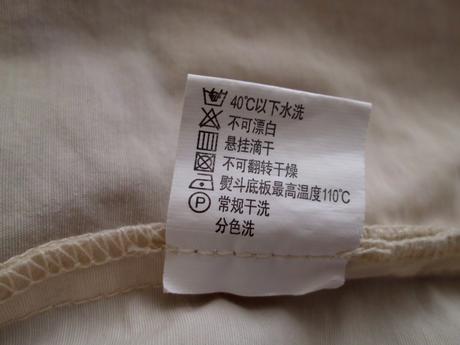 40℃以下水洗
不可漂白
悬挂滴干
不可翻转干燥
熨斗底板最高温度110℃
P 常规干洗
分色洗